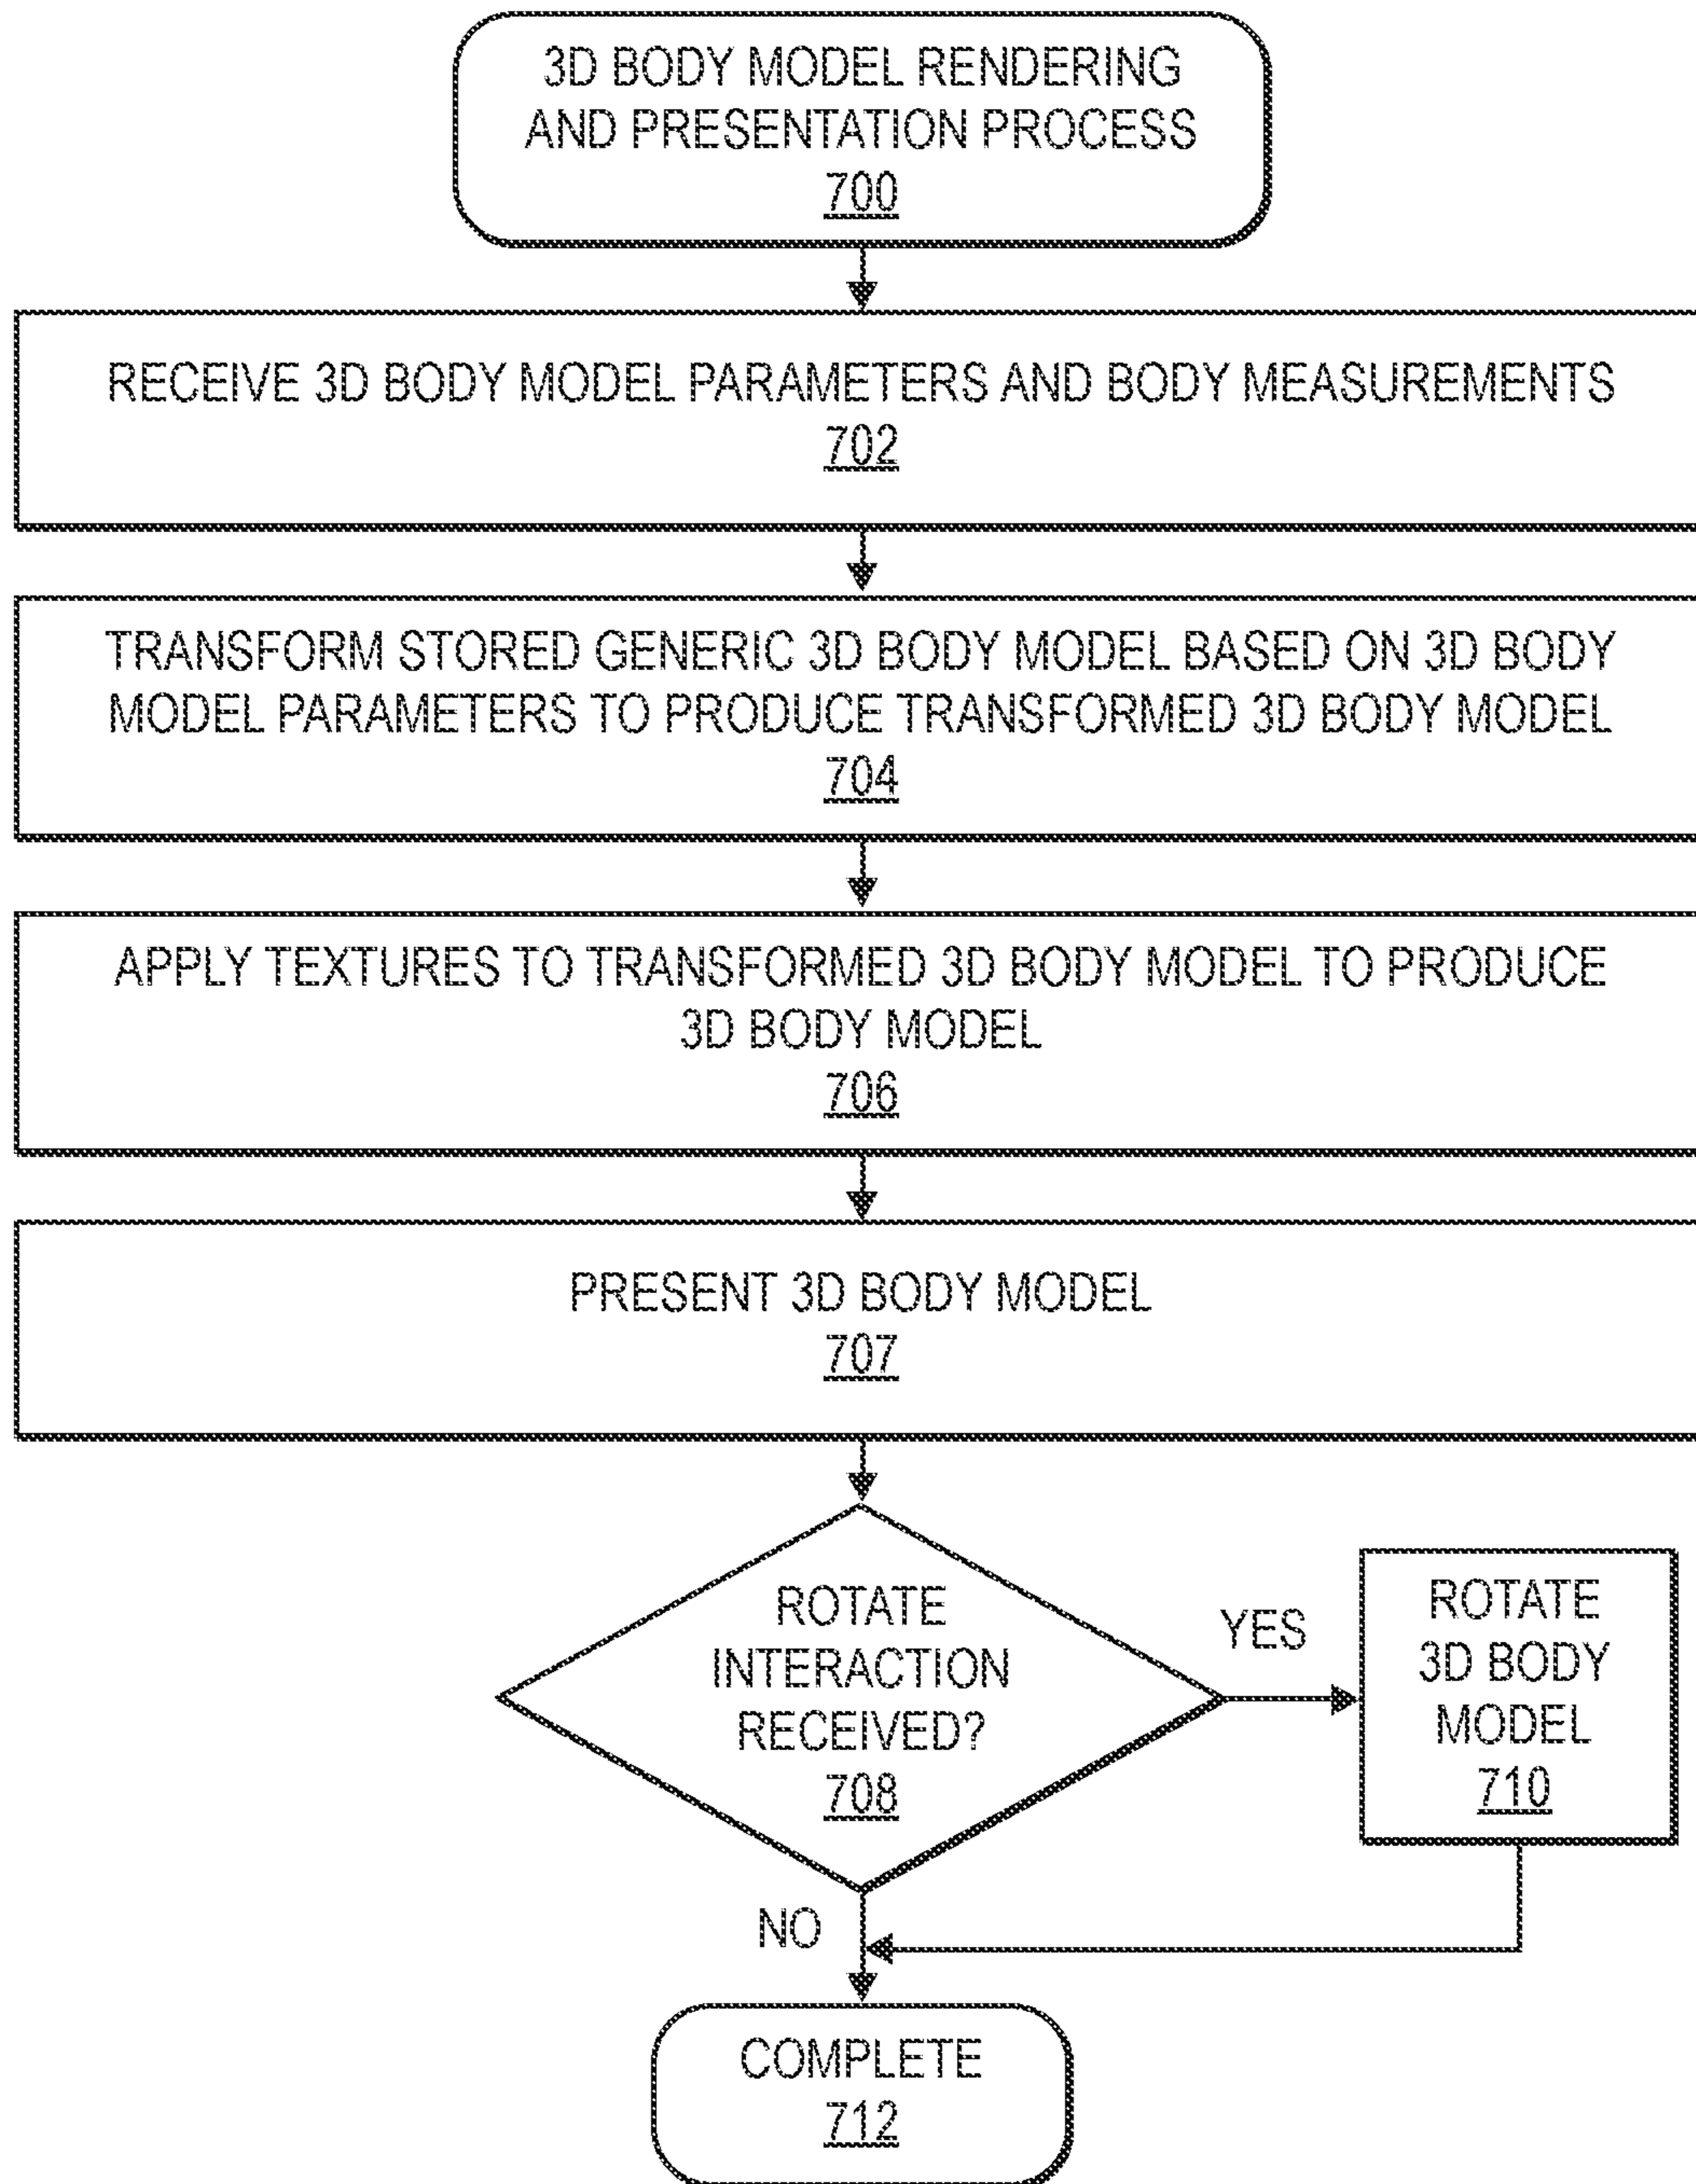 3D BODY MODEL RENDERING
AND PRESENTATION PROCESS
700
RECEIVE 3D BODY MODEL PARAMETERS AND BODY MEASUREMENTS
702
TRANSFORM STORED GENERIC 3D BODY MODEL BASED ON 3D BODY
MODEL PARAMETERS TO PRODUCE TRANSFORMED 3D BODY MODEL
704
APPLY TEXTURES TO TRANSFORMED 3D BODY MODEL TO PRODUCE
3D BODY MODEL
706
PRESENT 3D BODY MODEL
707
ROTATE
INTERACTION
RECEIVED?
708
YES
ROTATE
3D BODY
MODEL
710
NO
COMPLETE
712